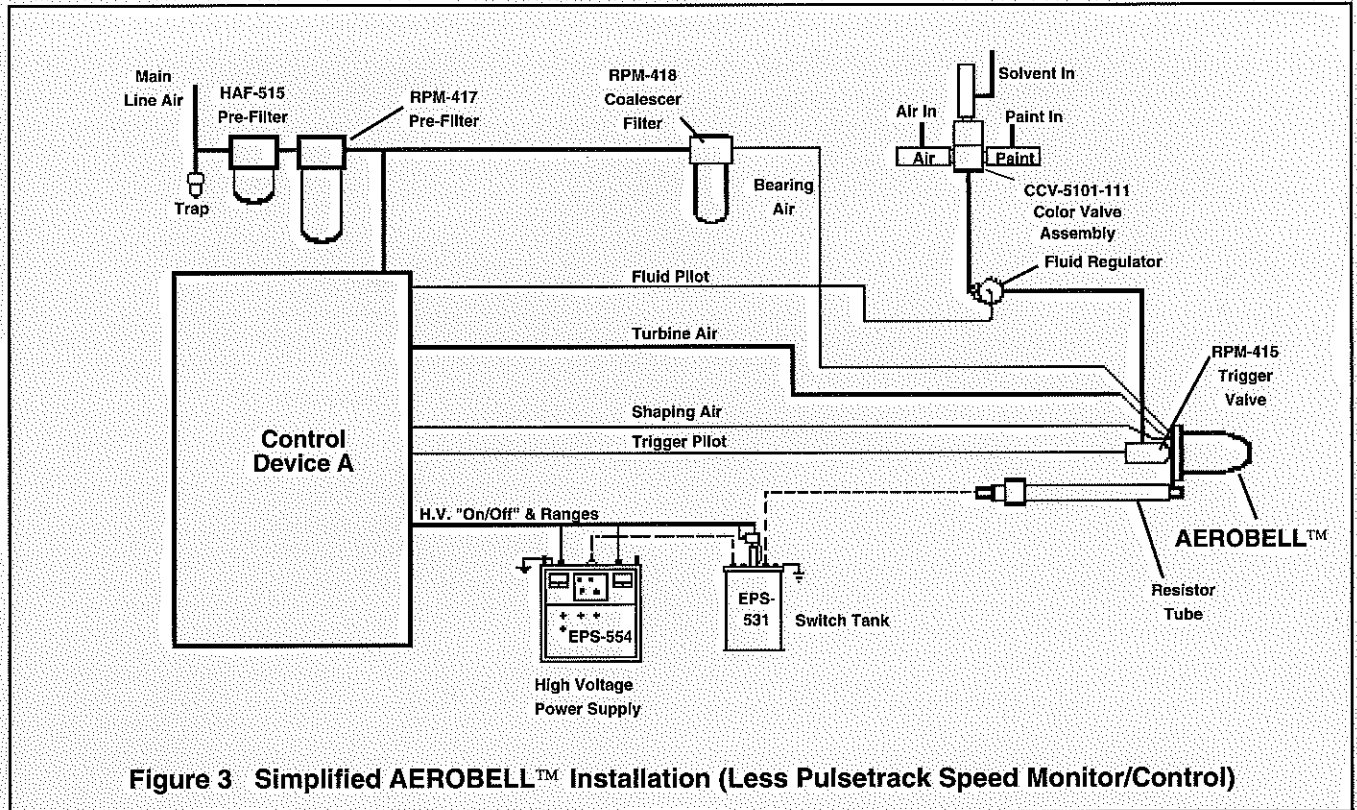 Main
Line Air
HAF-515
Pre-Filter
RPM-417
Pre-Filter
RPM-418
Coalescer
Filter
Solvent In
Air In
Paint In
Air
Paint
CCV-5101-111
Color Valve
Assembly
Trap
Bearing
Air
Fluid Regulator
Fluid Pilot
Turbine Air
RPM-415
Trigger
Valve
Shaping Air
Trigger Pilot
Control
Device A
H.V. "On/Off" & Ranges
AEROBELL™
EPS-554
EPS-
531
Switch Tank
Resistor
Tube
High Voltage
Power Supply
Figure 3 Simplified AEROBELL™ Installation (Less Pulsetrack Speed Monitor/Control)